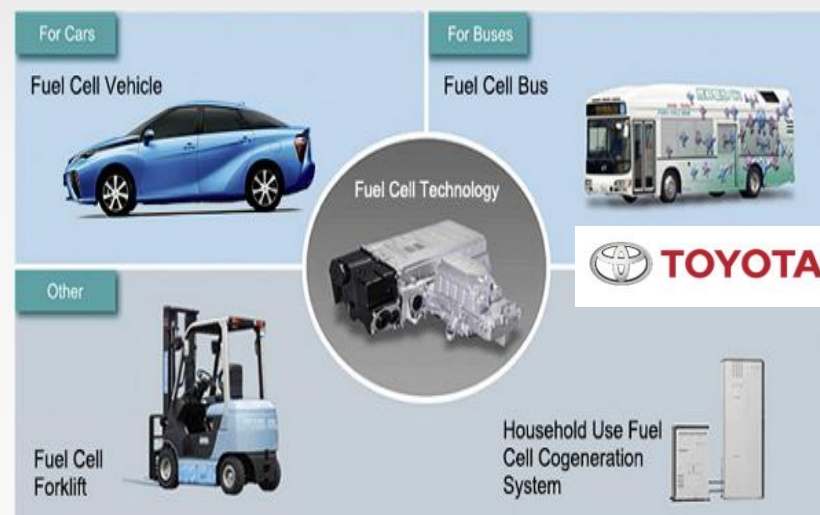 For Cars
Fuel Cell Vehicle
For Buses
Fuel Cell Bus
Fuel Cell Technology
TOYOTA
Other
Fuel Cell
Forklift
Household Use Fuel
Cell Cogeneration
System